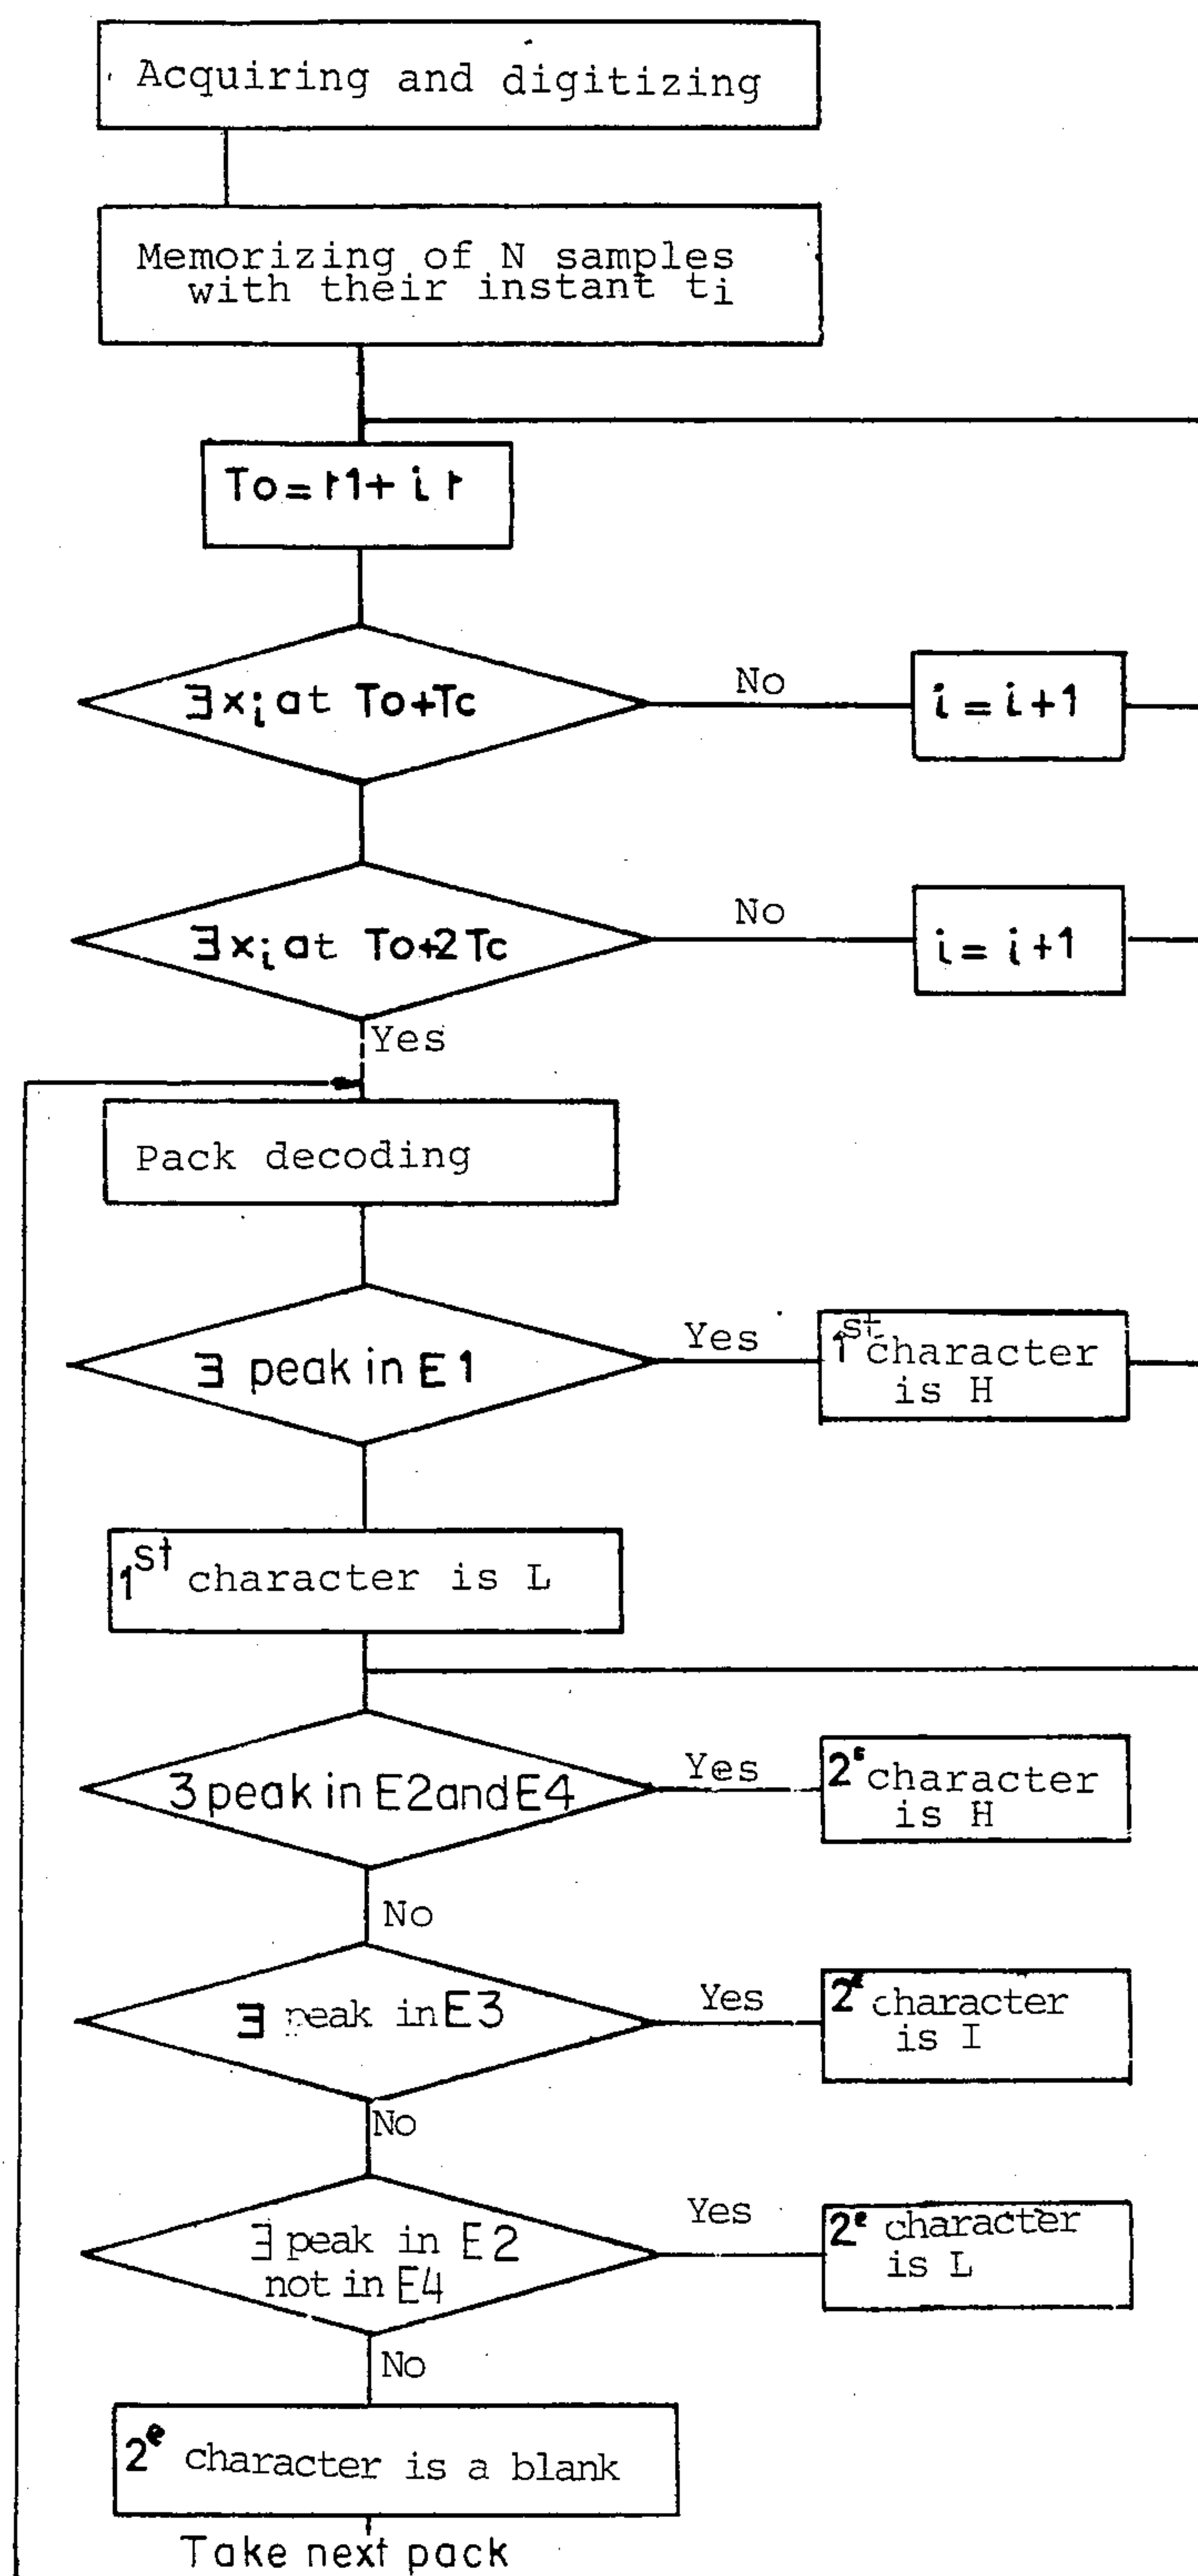 Acquiring and digitizing
Memorizing of N samples
with their instant ti
To = t1+ i t
∃ xi at To+Tc
No
i = i+1
∃ xi at To+2Tc
No
i = i+1
Yes
Pack decoding
∃ peak in E1
Yes
1st character
is H
1st character is L
3 peak in E2 and E4
Yes
2e character
is H
No
∃ peak in E3
Yes
2e character
is I
No
∃ peak in E2
not in E4
Yes
2e character
is L
No
2e character is a blank
Take next pack